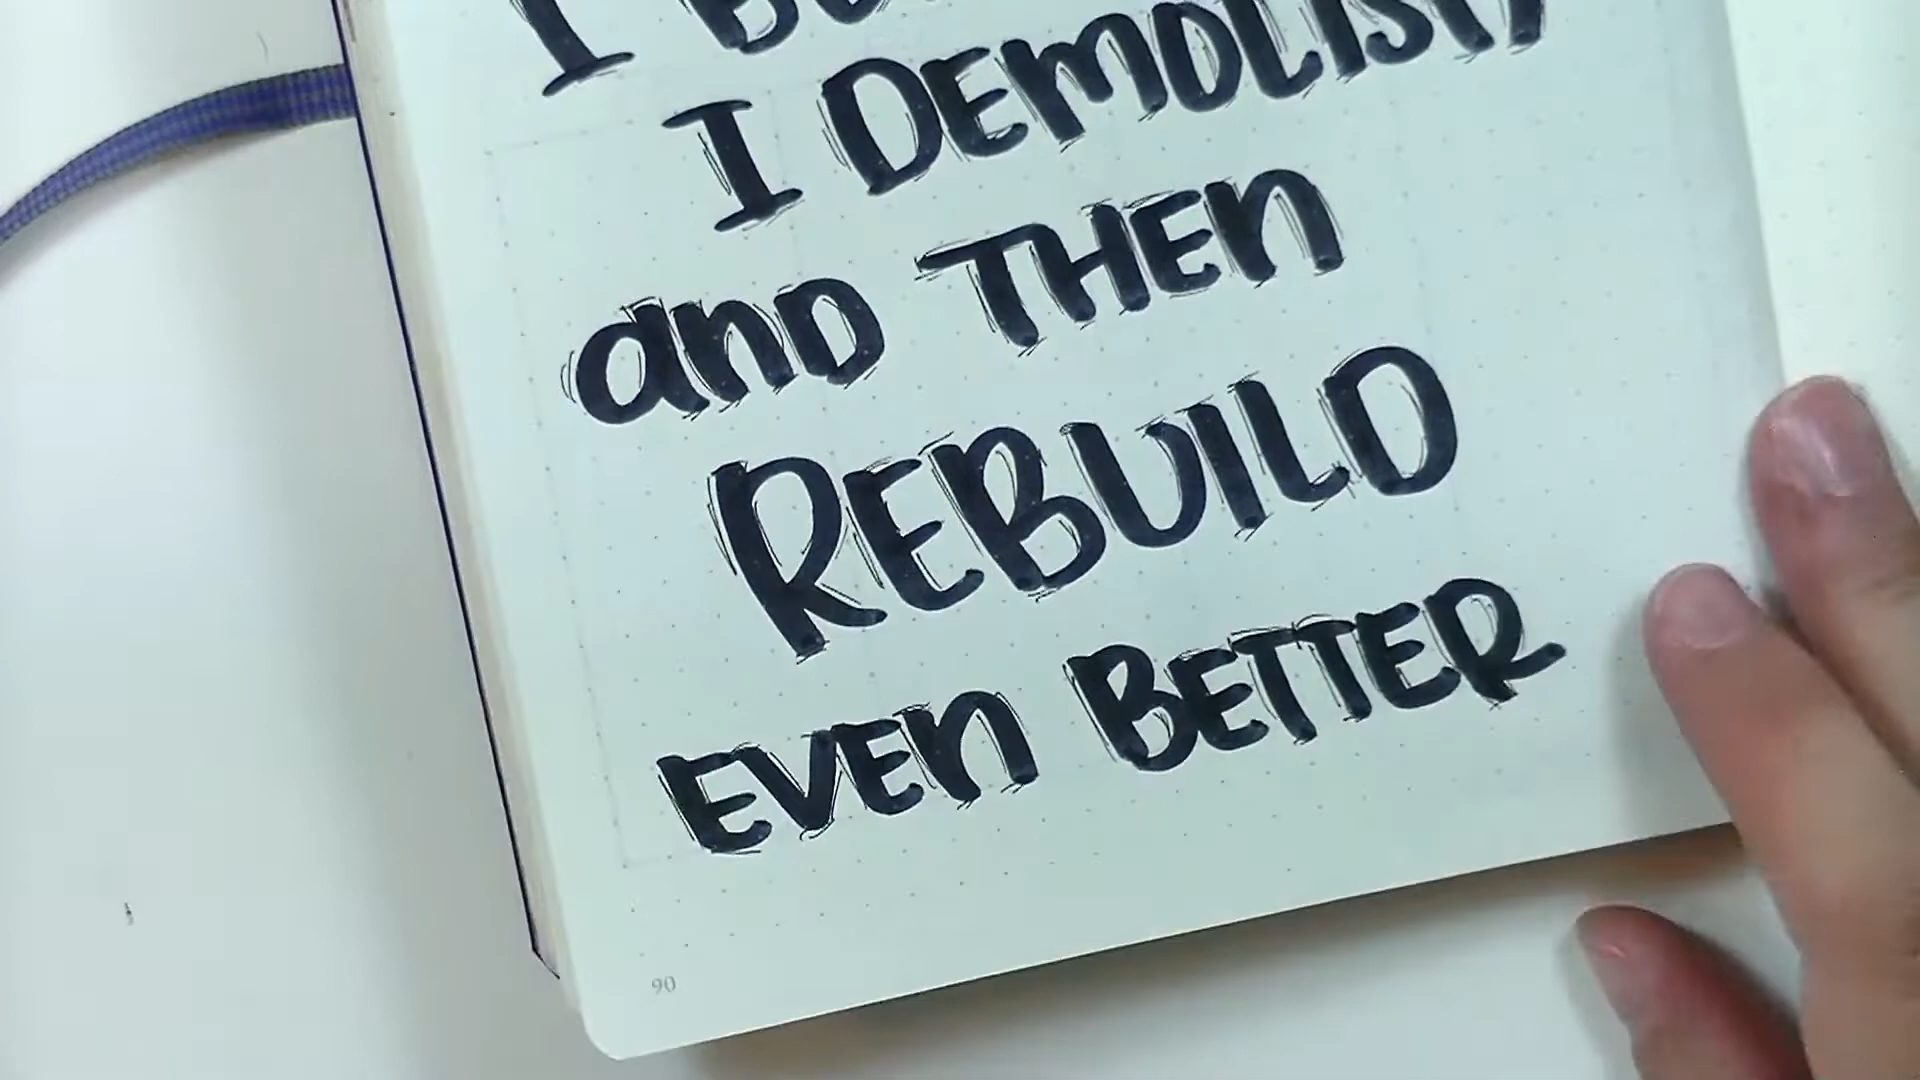 I
I DEMOLISH
anD THEn
REBUILD
EVEn BETTER
90